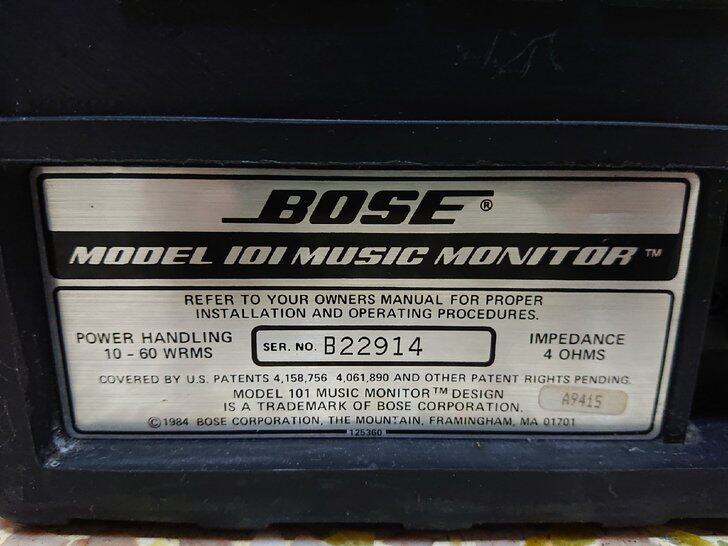 BOSE®
MODEL 101 MUSIC MONITOR™
REFER TO YOUR OWNERS MANUAL FOR PROPER
INSTALLATION AND OPERATING PROCEDURES.
POWER HANDLING
10 - 60 WRMS
SER. NO. B22914
IMPEDANCE
4 OHMS
COVERED BY U.S. PATENTS 4,158,756 4,061,890 AND OTHER PATENT RIGHTS PENDING.
MODEL 101 MUSIC MONITOR™ DESIGN
IS A TRADEMARK OF BOSE CORPORATION.
A9415
©1984 BOSE CORPORATION, THE MOUNTAIN, FRAMINGHAM, MA 01701
125360